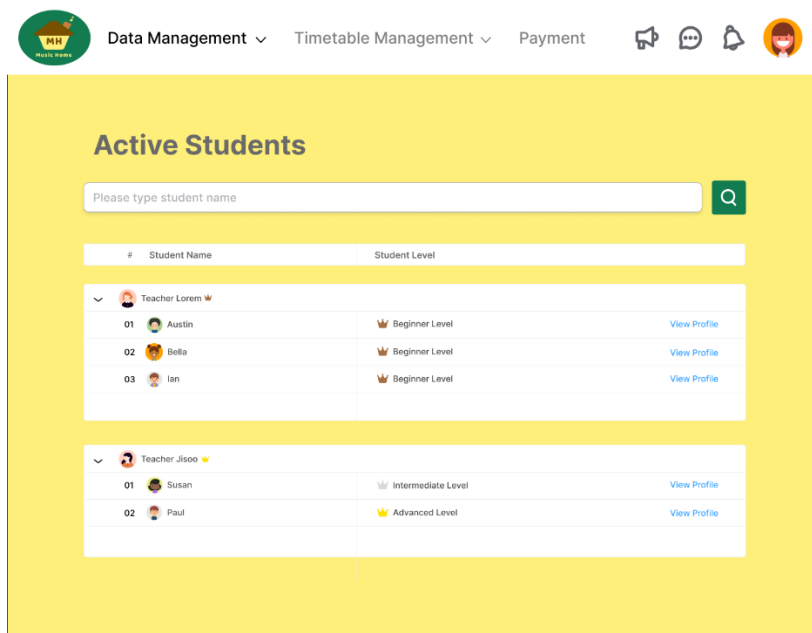 MH
Music Home
Data Management
Timetable Management
Payment
Active Students
Please type student name
# Student Name Student Level
Teacher Lorem
01 Austin Beginner Level View Profile
02 Bella Beginner Level View Profile
03 Ian Beginner Level View Profile
Teacher Jisoo
01 Susan Intermediate Level View Profile
02 Paul Advanced Level View Profile